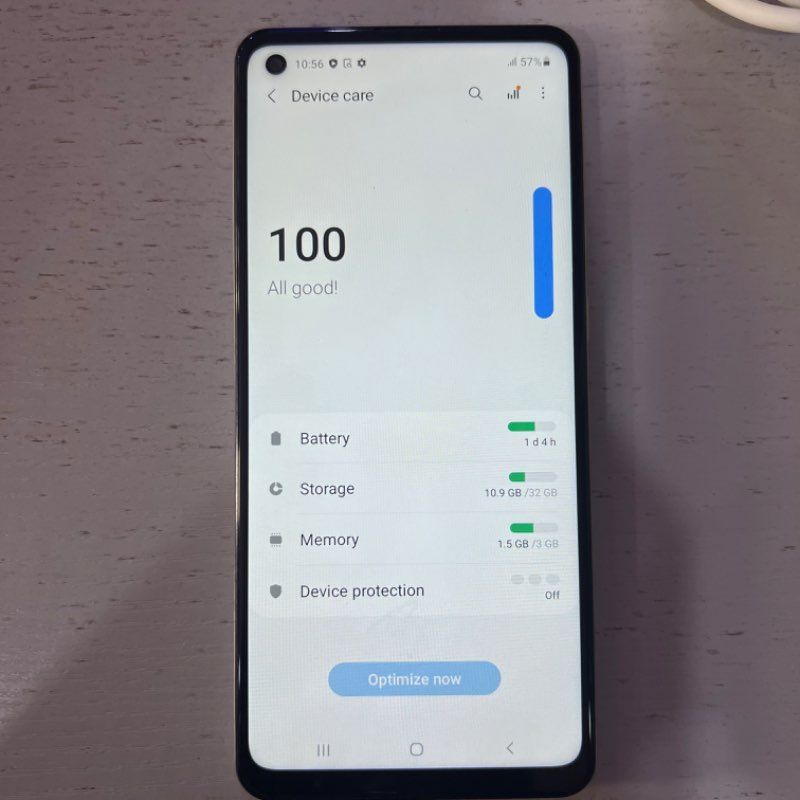 10:56 57%
Device care
100
All good!
Battery
1 d 4 h
Storage
10.9 GB /32 GB
Memory
1.5 GB /3 GB
Device protection
Off
Optimize now